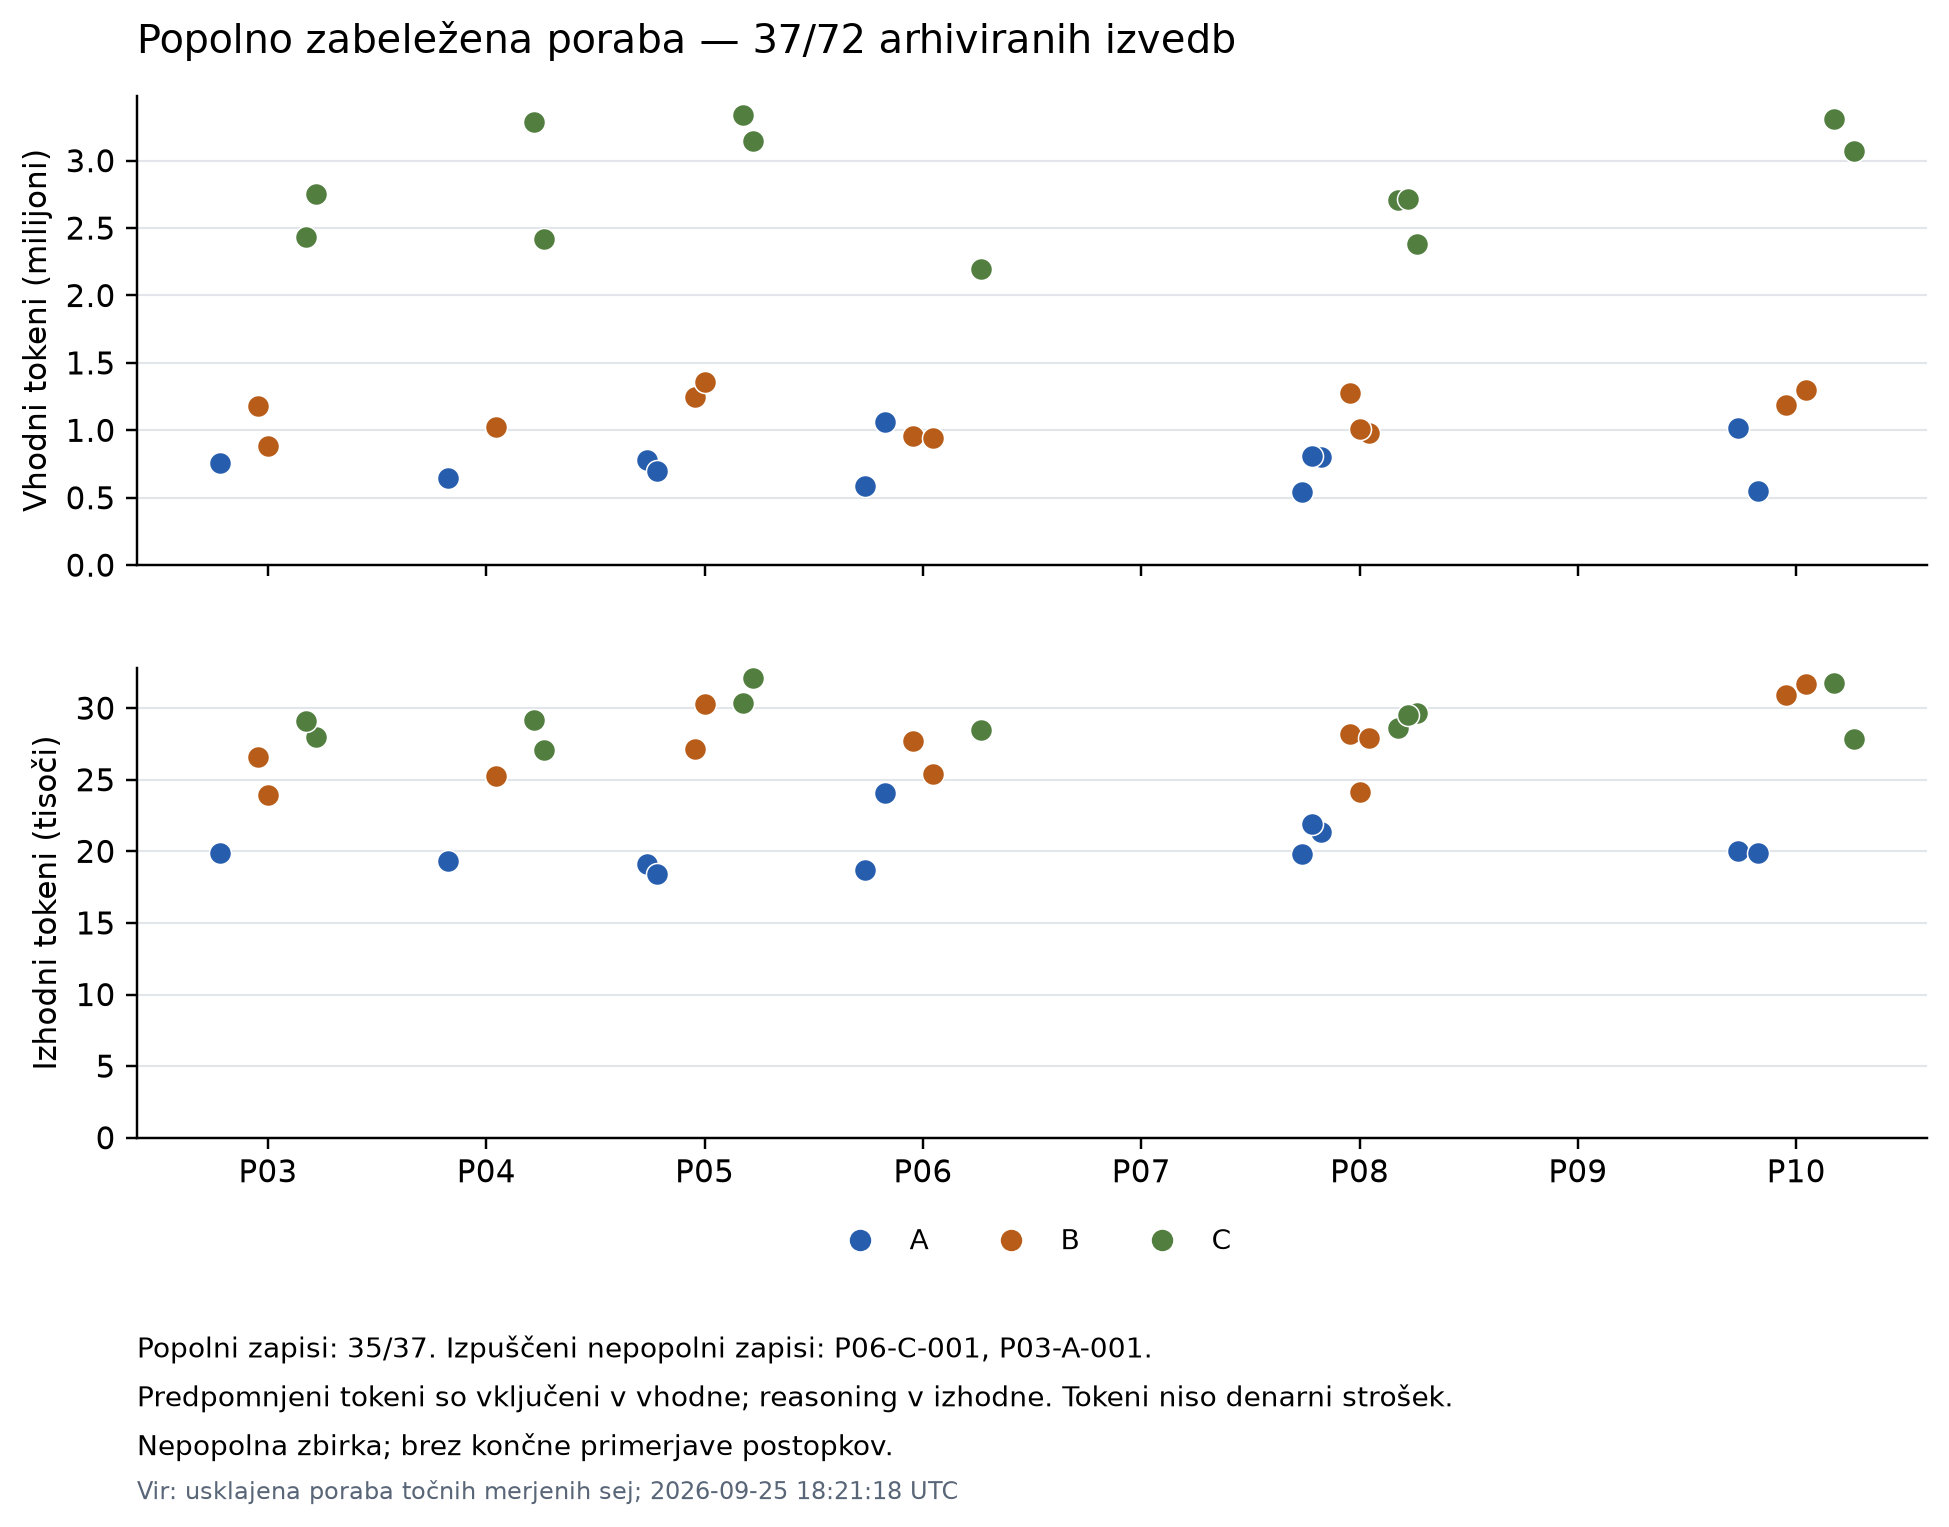 Popolno zabeležena poraba — 37/72 arhiviranih izvedb
Vhodni tokeni (milijoni)
3.0
2.5
2.0
1.5
1.0
0.5
0.0
Izhodni tokeni (tisoči)
30
25
20
15
10
5
0
P03 P04 P05 P06 P07 P08 P09 P10
A B C
Popolni zapisi: 35/37. Izpuščeni nepopolni zapisi: P06-C-001, P03-A-001.
Predpomnjeni tokeni so vključeni v vhodne; reasoning v izhodne. Tokeni niso denarni strošek.
Nepopolna zbirka; brez končne primerjave postopkov.
Vir: usklajena poraba točnih merjenih sej; 2026-09-25 18:21:18 UTC